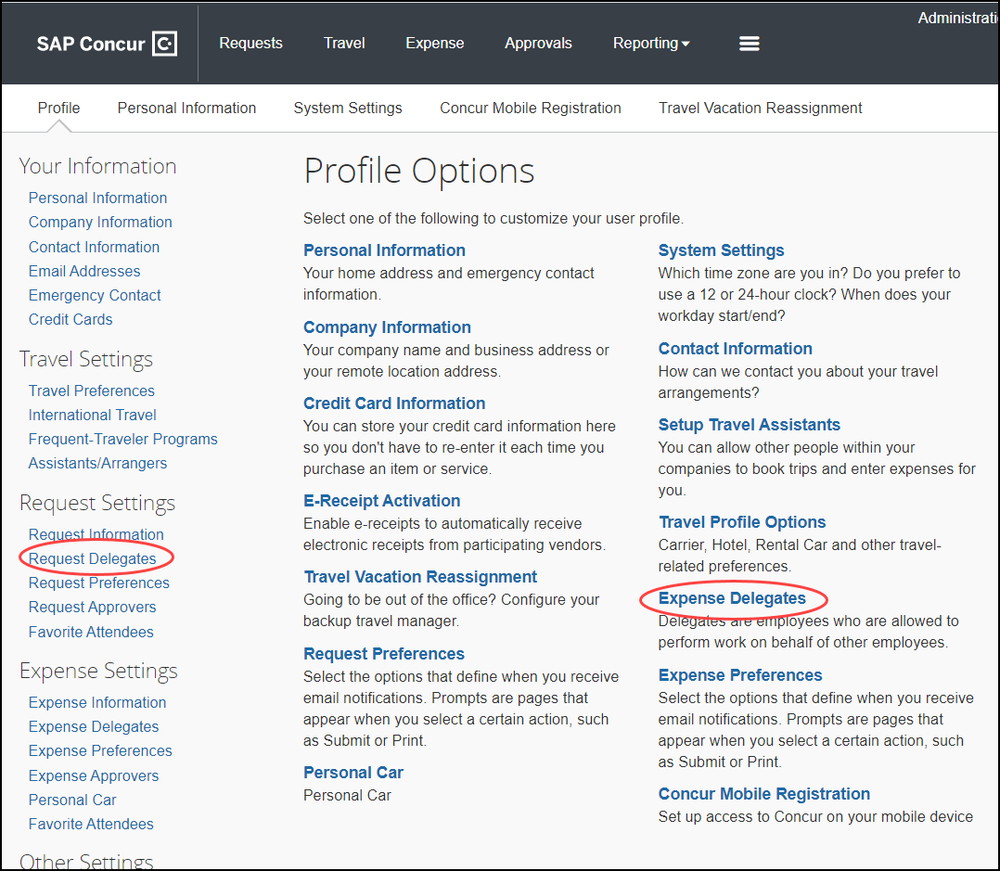 Administrati
SAP Concur
Requests
Travel
Expense
Approvals
Reporting
Profile
Personal Information
System Settings
Concur Mobile Registration
Travel Vacation Reassignment
Your Information
Personal Information
Company Information
Contact Information
Email Addresses
Emergency Contact
Credit Cards
Travel Settings
Travel Preferences
International Travel
Frequent-Traveler Programs
Assistants/Arrangers
Request Settings
Request Information
Request Delegates
Request Preferences
Request Approvers
Favorite Attendees
Expense Settings
Expense Information
Expense Delegates
Expense Preferences
Expense Approvers
Personal Car
Favorite Attendees
Other Settings
Profile Options
Select one of the following to customize your user profile.
Personal Information
Your home address and emergency contact
information.
Company Information
Your company name and business address or
your remote location address.
Credit Card Information
You can store your credit card information here
so you don't have to re-enter it each time you
purchase an item or service.
E-Receipt Activation
Enable e-receipts to automatically receive
electronic receipts from participating vendors.
Travel Vacation Reassignment
Going to be out of the office? Configure your
backup travel manager.
Request Preferences
Select the options that define when you receive
email notifications. Prompts are pages that
appear when you select a certain action, such
as Submit or Print.
Personal Car
Personal Car
System Settings
Which time zone are you in? Do you prefer to
use a 12 or 24-hour clock? When does your
workday start/end?
Contact Information
How can we contact you about your travel
arrangements?
Setup Travel Assistants
You can allow other people within your
companies to book trips and enter expenses for
you.
Travel Profile Options
Carrier, Hotel, Rental Car and other travel-
related preferences.
Expense Delegates
Delegates are employees who are allowed to
perform work on behalf of other employees.
Expense Preferences
Select the options that define when you receive
email notifications. Prompts are pages that
appear when you select a certain action, such
as Submit or Print.
Concur Mobile Registration
Set up access to Concur on your mobile device